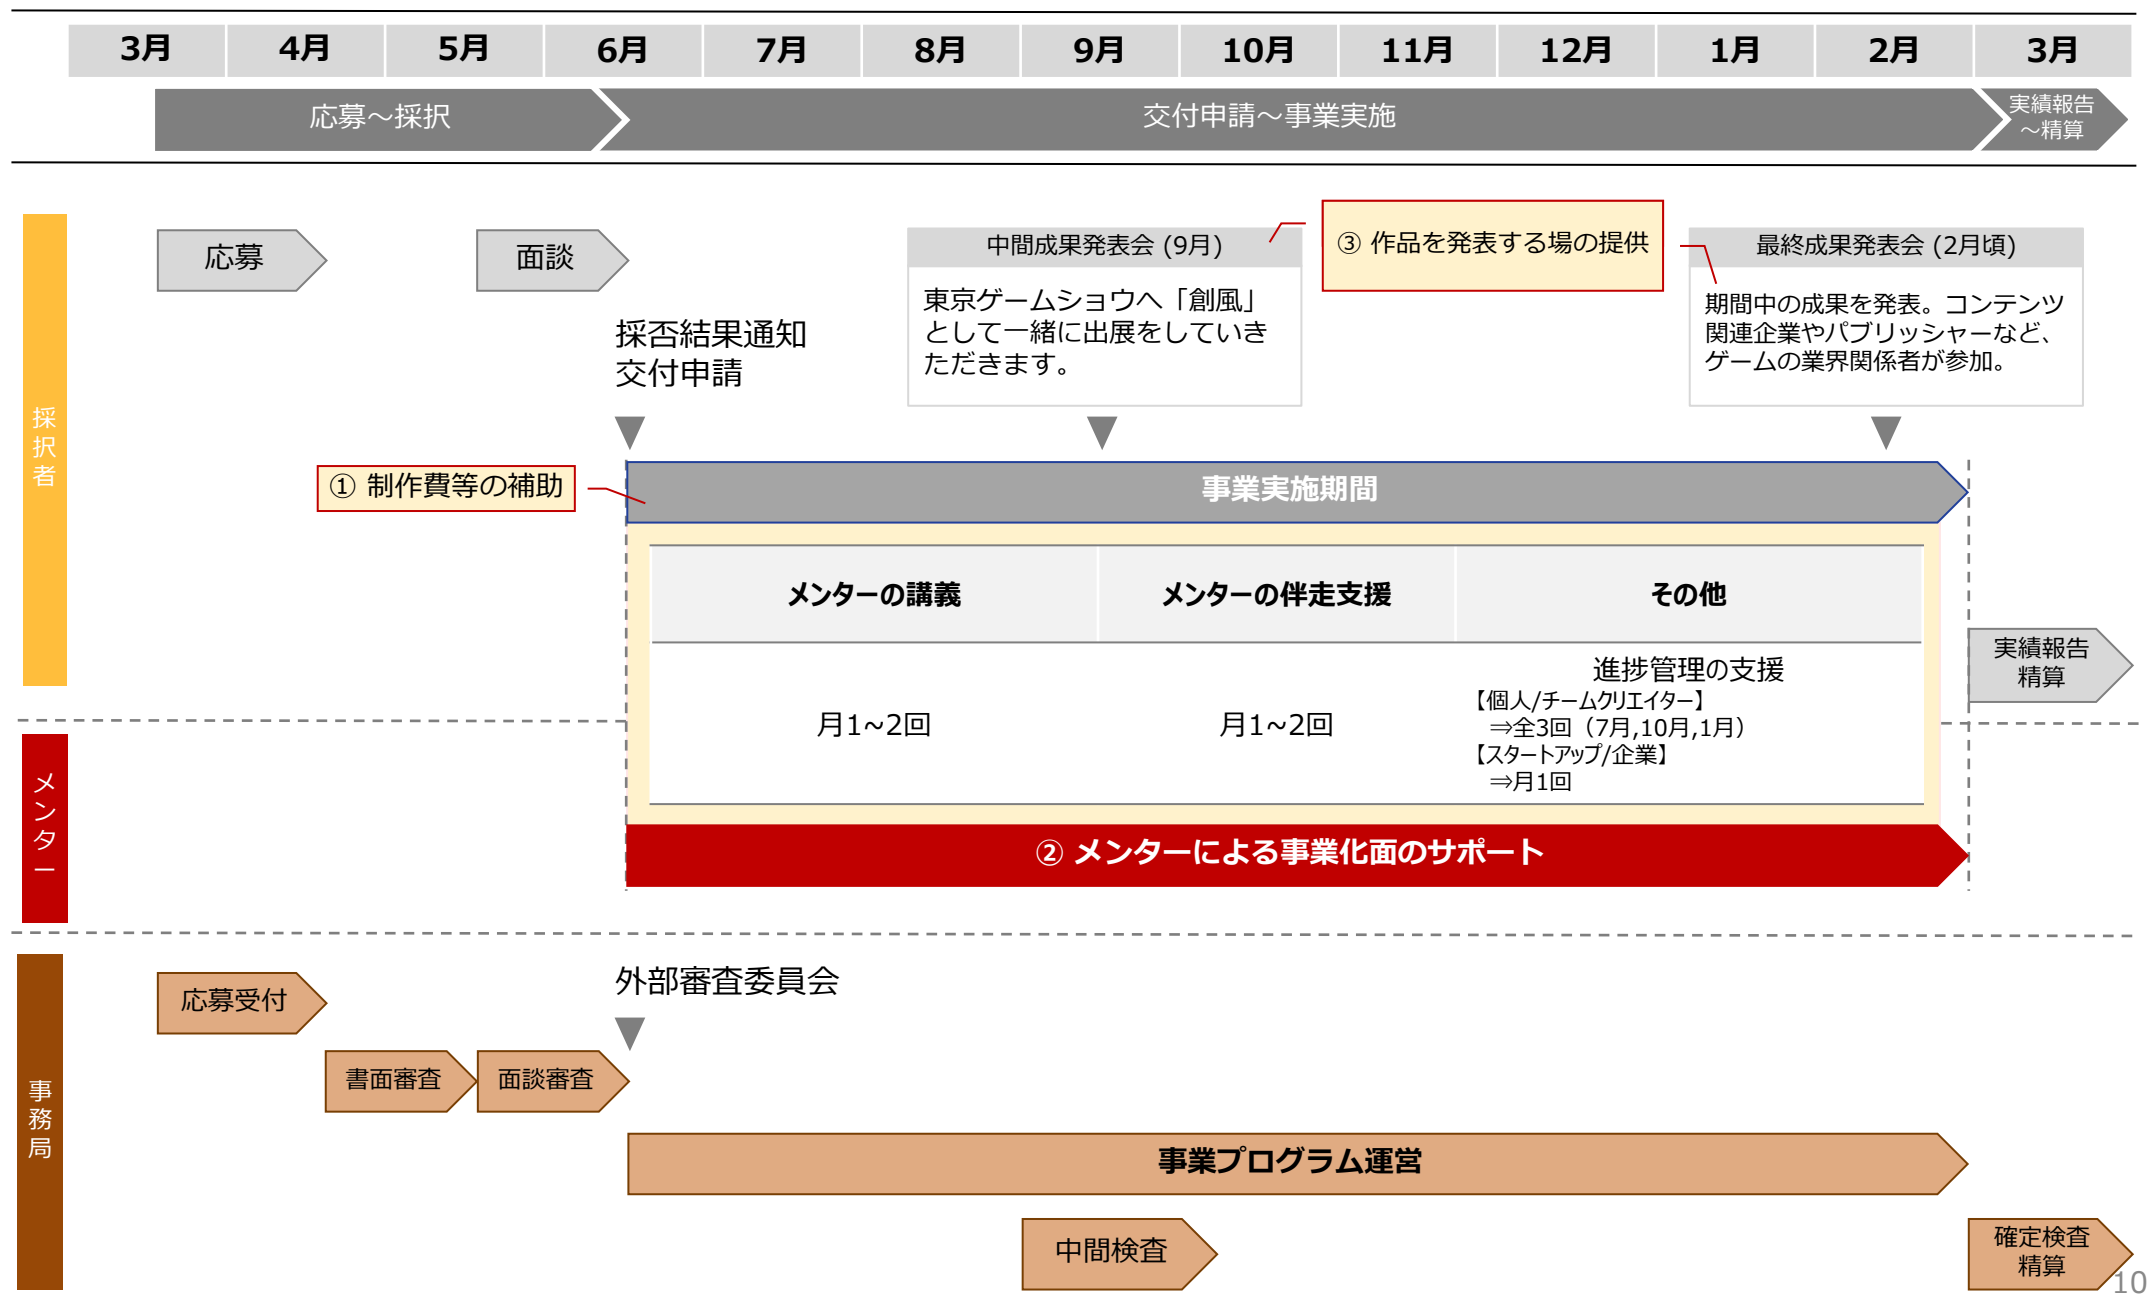 3月 4月 5月 6月 7月 8月 9月 10月 11月 12月 1月 2月 3月
応募～採択
交付申請～事業実施
実績報告
～精算
採択者
応募
面談
採否結果通知
交付申請
中間成果発表会 (9月)
東京ゲームショウへ「創風」
として一緒に出展をしていき
ただきます。
③ 作品を発表する場の提供
最終成果発表会 (2月頃)
期間中の成果を発表。コンテンツ
関連企業やパブリッシャーなど、
ゲームの業界関係者が参加。
① 制作費等の補助
事業実施期間
メンターの講義
メンターの伴走支援
その他
月1~2回
月1~2回
進捗管理の支援
【個人/チームクリエイター】
⇒全3回（7月,10月,1月）
【スタートアップ/企業】
⇒月1回
実績報告
精算
メンター
② メンターによる事業化面のサポート
事務局
応募受付
外部審査委員会
書面審査
面談審査
事業プログラム運営
中間検査
確定検査
精算
10